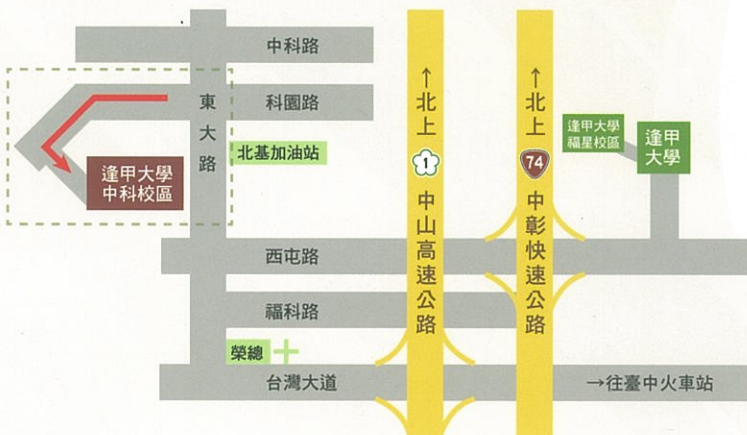 中科路
科園路
東大路
北基加油站
逢甲大學
中科校區
↑北上
1
中山高速公路
↑北上
74
中彰快速公路
逢甲大學
福星校區
逢甲
大學
西屯路
福科路
榮總
台灣大道
→往臺中火車站